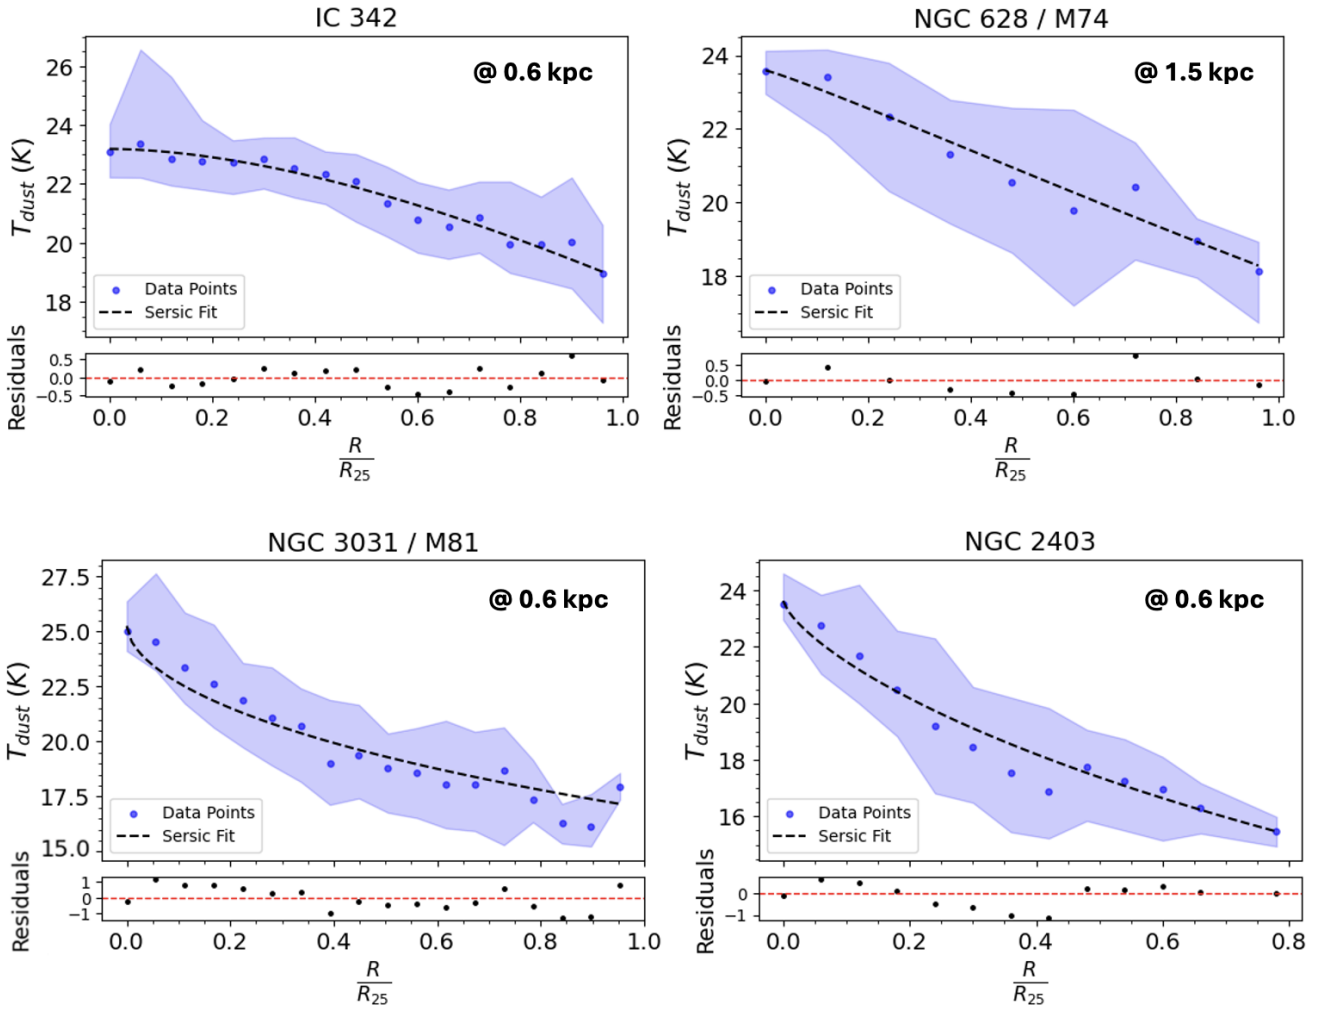 IC 342
26
24
22
20
18
T_dust (K)
@ 0.6 kpc
Data Points
Sersic Fit
Residuals
0.5
0.0
−0.5
0.0 0.2 0.4 0.6 0.8 1.0
R
R_25
NGC 628 / M74
24
22
20
18
T_dust (K)
@ 1.5 kpc
Data Points
Sersic Fit
Residuals
0.5
0.0
−0.5
0.0 0.2 0.4 0.6 0.8 1.0
R
R_25
NGC 3031 / M81
27.5
25.0
22.5
20.0
17.5
15.0
T_dust (K)
@ 0.6 kpc
Data Points
Sersic Fit
Residuals
1
0
−1
0.0 0.2 0.4 0.6 0.8 1.0
R
R_25
NGC 2403
24
22
20
18
16
T_dust (K)
@ 0.6 kpc
Data Points
Sersic Fit
Residuals
0
−1
0.0 0.2 0.4 0.6 0.8
R
R_25